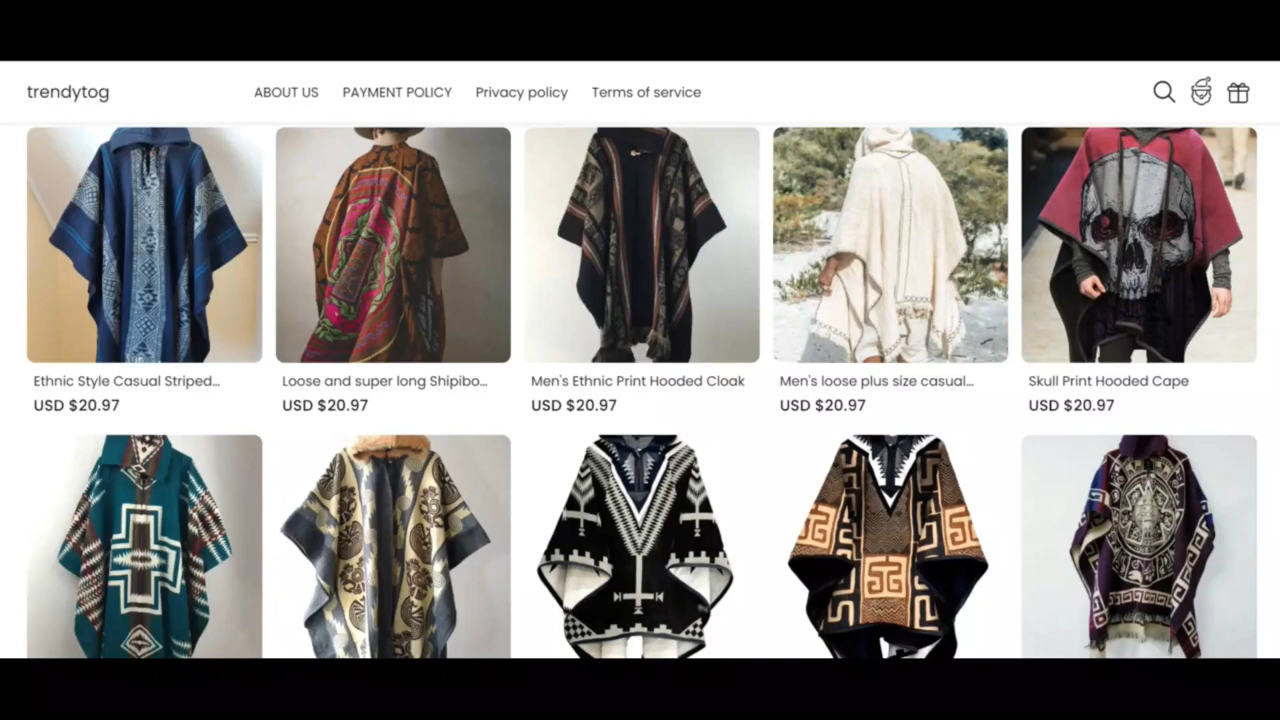 trendytog
ABOUT US
PAYMENT POLICY
Privacy policy
Terms of service
Ethnic Style Casual Striped...
Loose and super long Shipibo...
Men's Ethnic Print Hooded Cloak
Men's loose plus size casual...
Skull Print Hooded Cape
USD $20.97
USD $20.97
USD $20.97
USD $20.97
USD $20.97